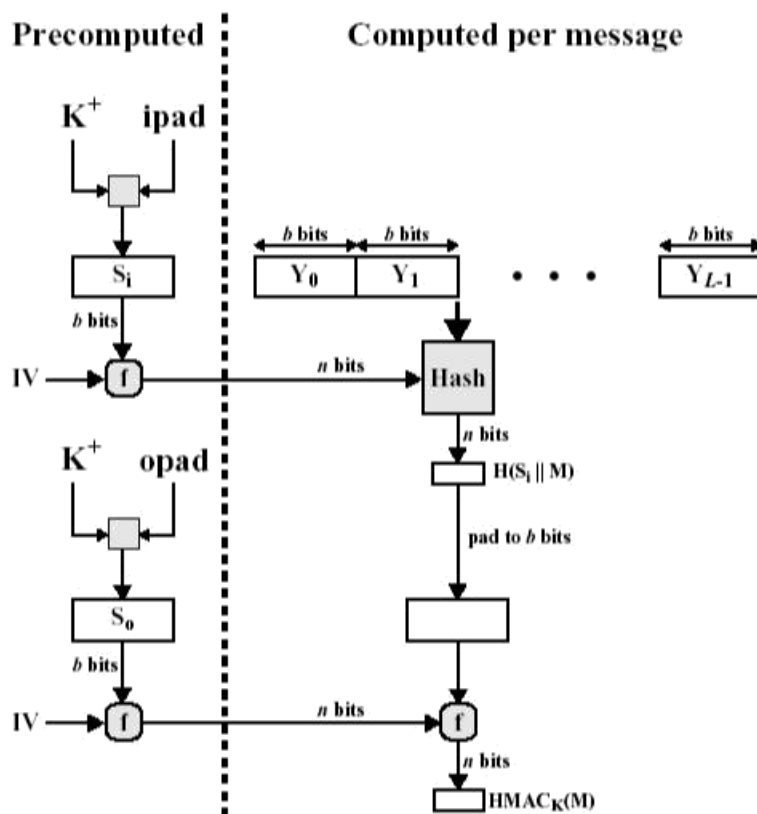 Precomputed
Computed per message
K+ ipad
b bits b bits b bits
Si
Y0 Y1 • • • YL-1
b bits
IV f n bits Hash
n bits
K+ opad
H(Si || M)
pad to b bits
So
b bits
IV f n bits f
n bits
HMACK(M)